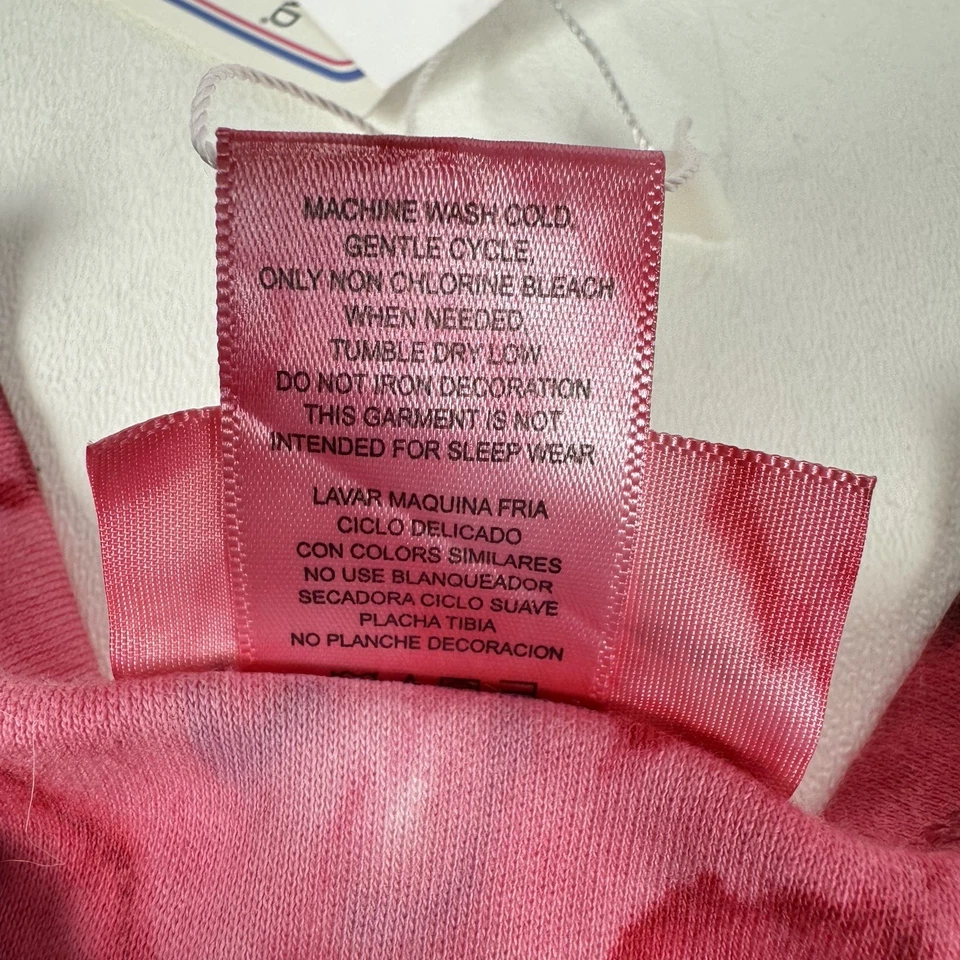 g.
MACHINE WASH COLD
GENTLE CYCLE
ONLY NON CHLORINE BLEACH
WHEN NEEDED
TUMBLE DRY LOW
DO NOT IRON DECORATION
THIS GARMENT IS NOT
INTENDED FOR SLEEP WEAR
LAVAR MAQUINA FRIA
CICLO DELICADO
CON COLORS SIMILARES
NO USE BLANQUEADOR
SECADORA CICLO SUAVE
PLACHA TIBIA
NO PLANCHE DECORACION